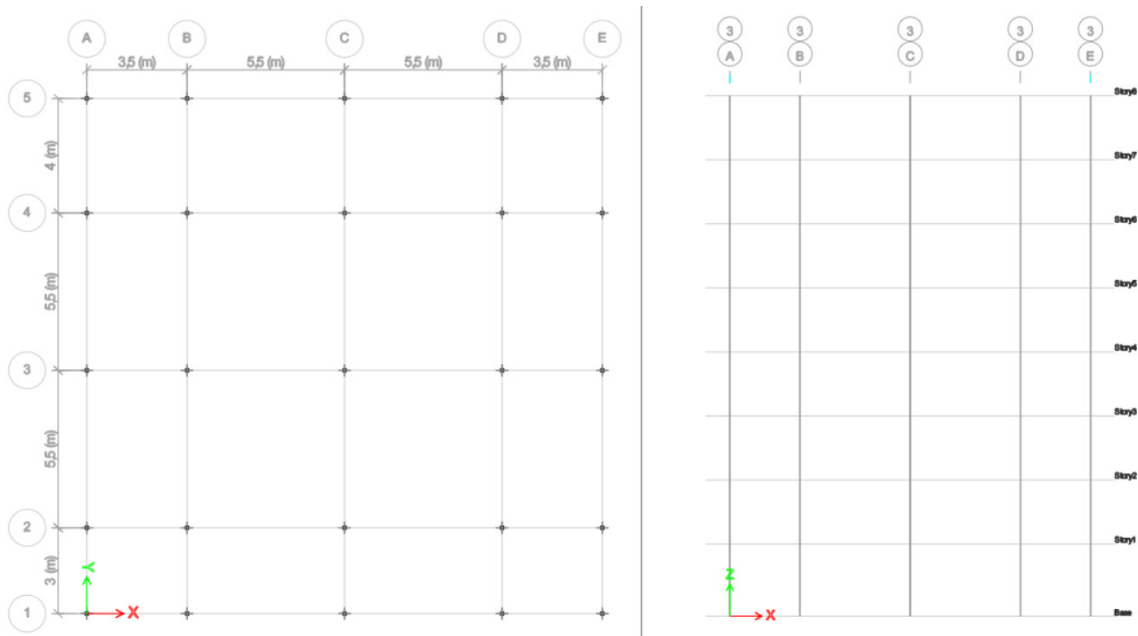 A B C D E
3,5 (m) 5,5 (m) 5,5 (m) 3,5 (m)
5
4 (m)
4
5,5 (m)
3
5,5 (m)
2
3 (m)
Y
1
X
3 3 3 3 3
A B C D E
Story8
Story7
Story6
Story5
Story4
Story3
Story2
Story1
Z
X
Base